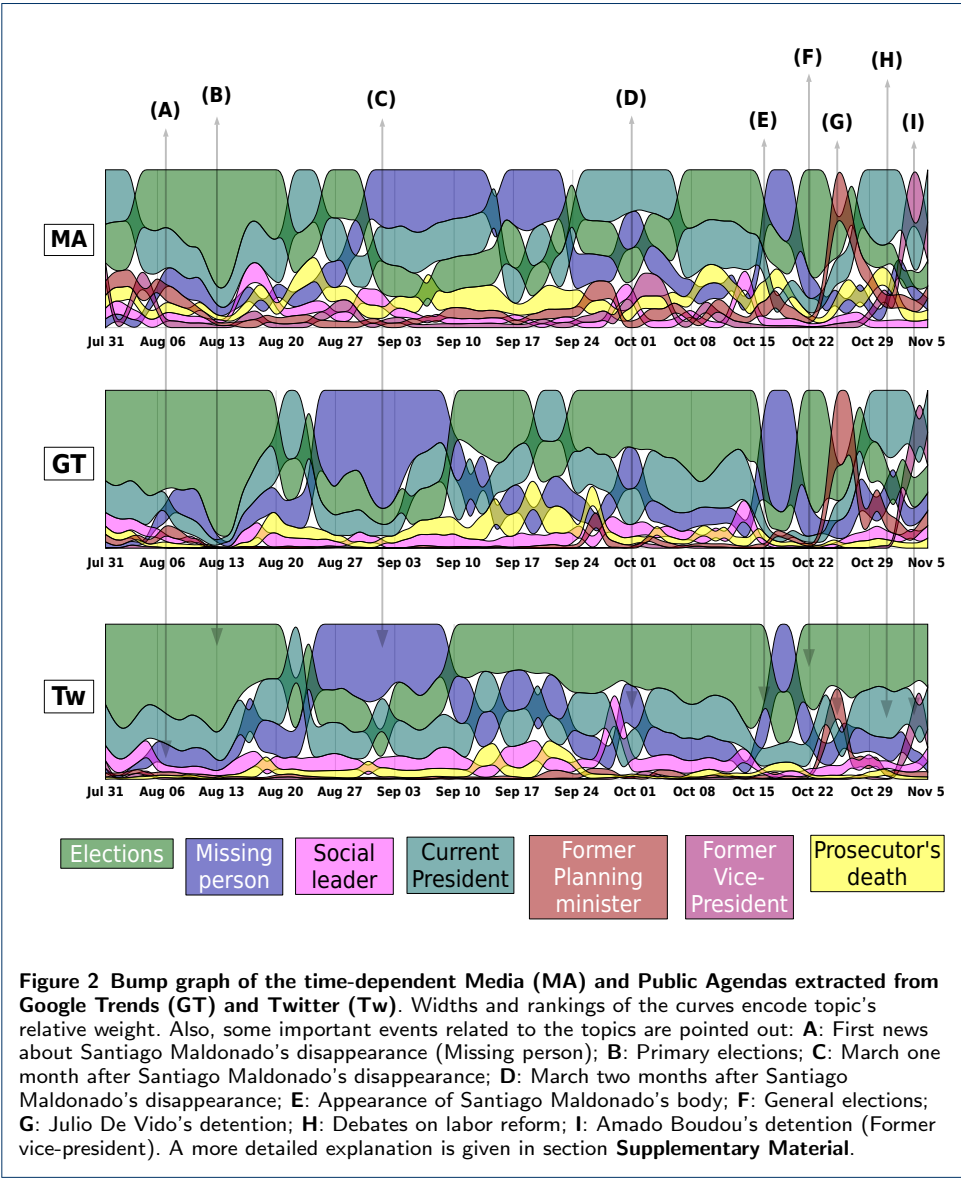 (F)
(H)
(B)
(C)
(D)
(A)
(E)
(G)
(I)
MA
Jul 31 Aug 06 Aug 13 Aug 20 Aug 27 Sep 03 Sep 10 Sep 17 Sep 24 Oct 01 Oct 08 Oct 15 Oct 22 Oct 29 Nov 5
GT
Jul 31 Aug 06 Aug 13 Aug 20 Aug 27 Sep 03 Sep 10 Sep 17 Sep 24 Oct 01 Oct 08 Oct 15 Oct 22 Oct 29 Nov 5
Tw
Jul 31 Aug 06 Aug 13 Aug 20 Aug 27 Sep 03 Sep 10 Sep 17 Sep 24 Oct 01 Oct 08 Oct 15 Oct 22 Oct 29 Nov 5
Elections
Missing
person
Social
leader
Current
President
Former
Planning
minister
Former
Vice-
President
Prosecutor's
death
Figure 2 Bump graph of the time-dependent Media (MA) and Public Agendas extracted from
Google Trends (GT) and Twitter (Tw). Widths and rankings of the curves encode topic's
relative weight. Also, some important events related to the topics are pointed out: A: First news
about Santiago Maldonado's disappearance (Missing person); B: Primary elections; C: March one
month after Santiago Maldonado's disappearance; D: March two months after Santiago
Maldonado's disappearance; E: Appearance of Santiago Maldonado's body; F: General elections;
G: Julio De Vido's detention; H: Debates on labor reform; I: Amado Boudou's detention (Former
vice-president). A more detailed explanation is given in section Supplementary Material.